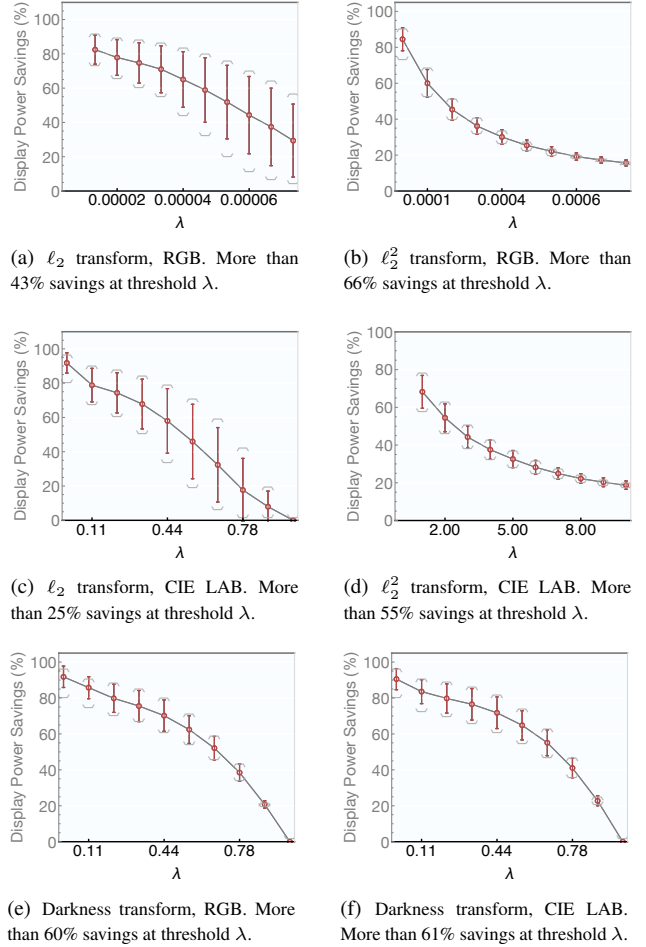 Display Power Savings (%)
100
80
60
40
20
0
0.00002 0.00004 0.00006
λ
(a) ℓ₂ transform, RGB. More than
43% savings at threshold λ.
Display Power Savings (%)
100
80
60
40
20
0
0.0001 0.0004 0.0006
λ
(b) ℓ₂² transform, RGB. More than
66% savings at threshold λ.
Display Power Savings (%)
100
80
60
40
20
0
0.11 0.44 0.78
λ
(c) ℓ₂ transform, CIE LAB. More
than 25% savings at threshold λ.
Display Power Savings (%)
100
80
60
40
20
0
2.00 5.00 8.00
λ
(d) ℓ₂² transform, CIE LAB. More
than 55% savings at threshold λ.
Display Power Savings (%)
100
80
60
40
20
0
0.11 0.44 0.78
λ
(e) Darkness transform, RGB. More
than 60% savings at threshold λ.
Display Power Savings (%)
100
80
60
40
20
0
0.11 0.44 0.78
λ
(f) Darkness transform, CIE LAB.
More than 61% savings at threshold λ.